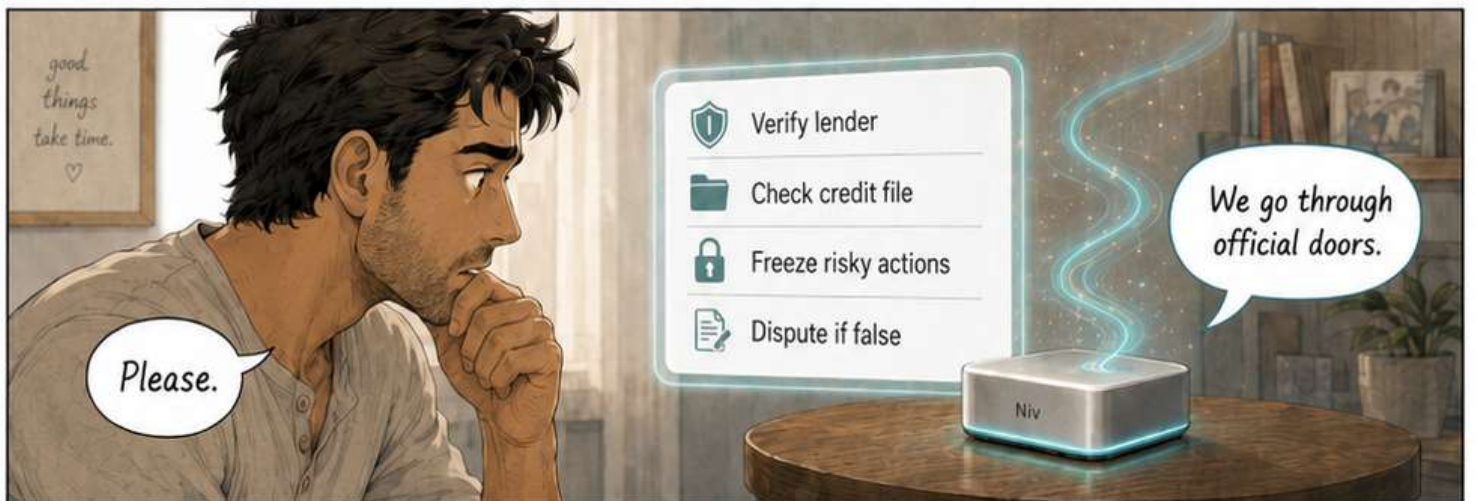 good
things
take time.
♡
Please.
Verify lender
Check credit file
Freeze risky actions
Dispute if false
We go through
official doors.
Niv